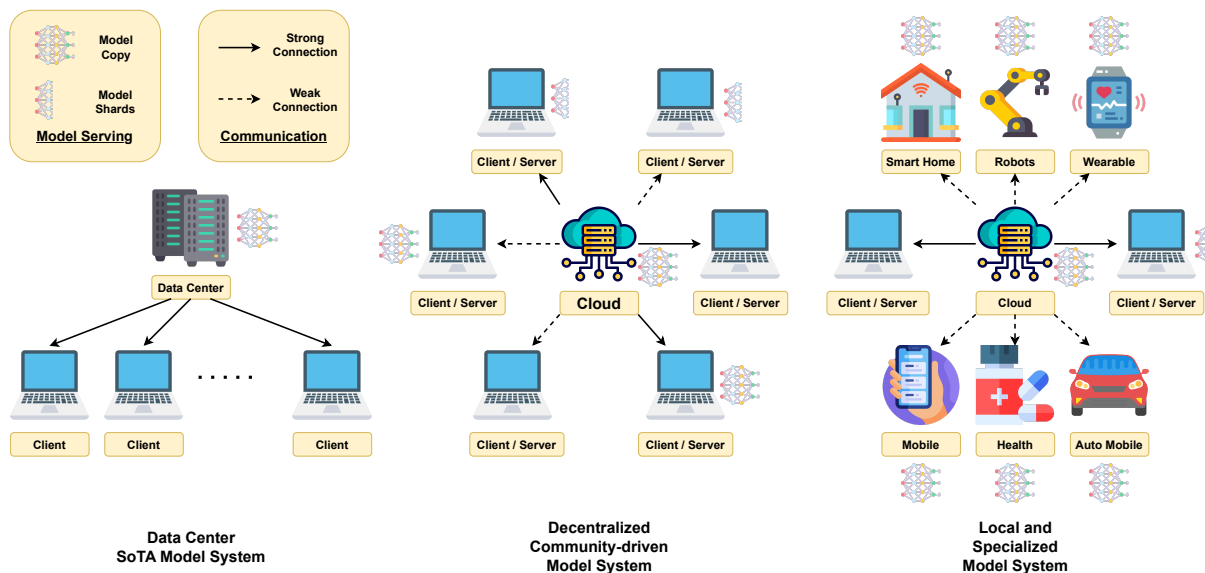 Model
Copy
Model
Shards
Model Serving
Strong
Connection
Weak
Connection
Communication
Data Center
Client
Client
. . . . .
Client
Data Center
SoTA Model System
Client / Server
Client / Server
Client / Server
Client / Server
Cloud
Client / Server
Client / Server
Decentralized
Community-driven
Model System
Smart Home
Robots
Wearable
Client / Server
Cloud
Client / Server
Mobile
Health
Auto Mobile
Local and
Specialized
Model System